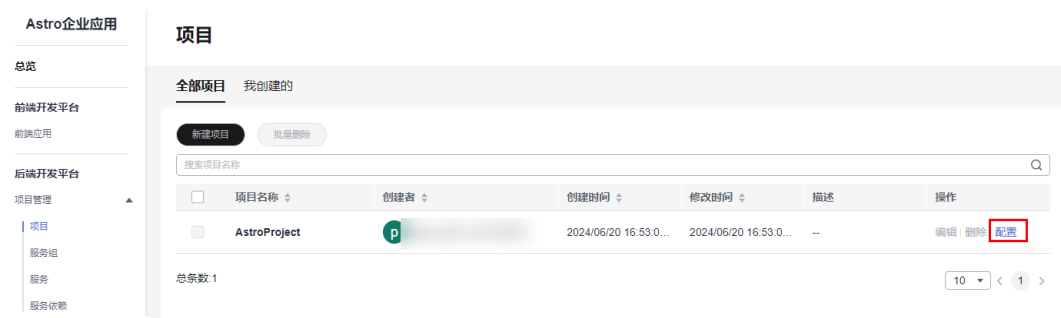 Astro企业应用
总览
前端开发平台
前端应用
后端开发平台
项目管理
项目
服务组
服务
服务依赖
项目
全部项目 我创建的
新建项目 批量删除
搜索项目名称
项目名称 创建者 创建时间 修改时间 描述 操作
AstroProject p 2024/06/20 16:53:0... 2024/06/20 16:53:0... -- 编辑 删除 配置
总条数:1
10 < 1 >